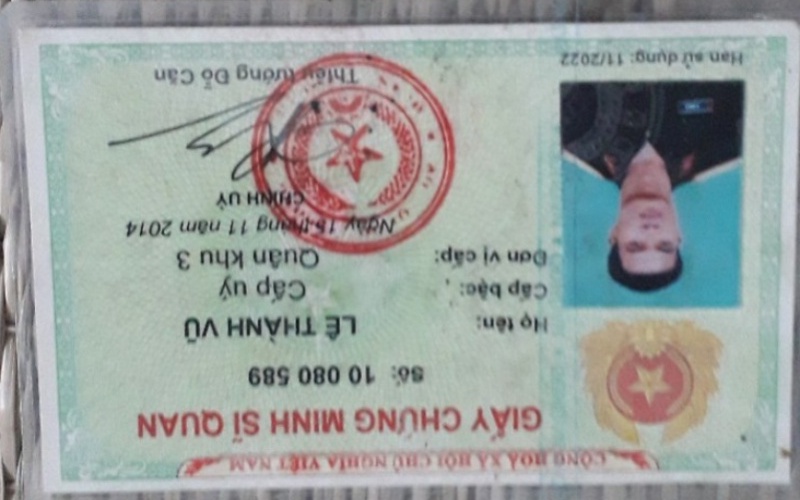 CỘNG HOÀ XÃ HỘI CHỦ NGHĨA VIỆT NAM
GIẤY CHỨNG MINH SĨ QUAN
Số: 10 080 589
Họ tên: LÊ THÀNH VŨ
Cấp bậc: Cấp uý
Đơn vị cấp: Quân khu 3
Ngày 15 tháng 11 năm 2014
CHÍNH UỶ
Thiếu tướng Đỗ Căn
Hạn sử dụng: 11/2022